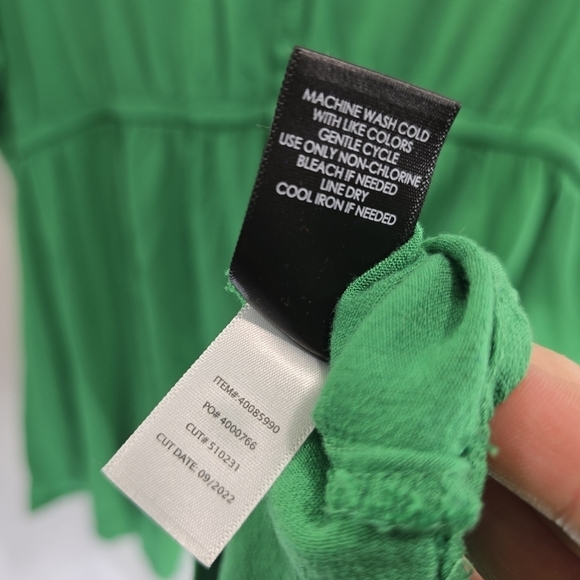 MACHINE WASH COLD
WITH LIKE COLORS
GENTLE CYCLE
USE ONLY NON-CHLORINE
BLEACH IF NEEDED
LINE DRY
COOL IRON IF NEEDED
ITEM#:40085990
PO# 4000766
CUT# 510231
CUT DATE: 09/2022